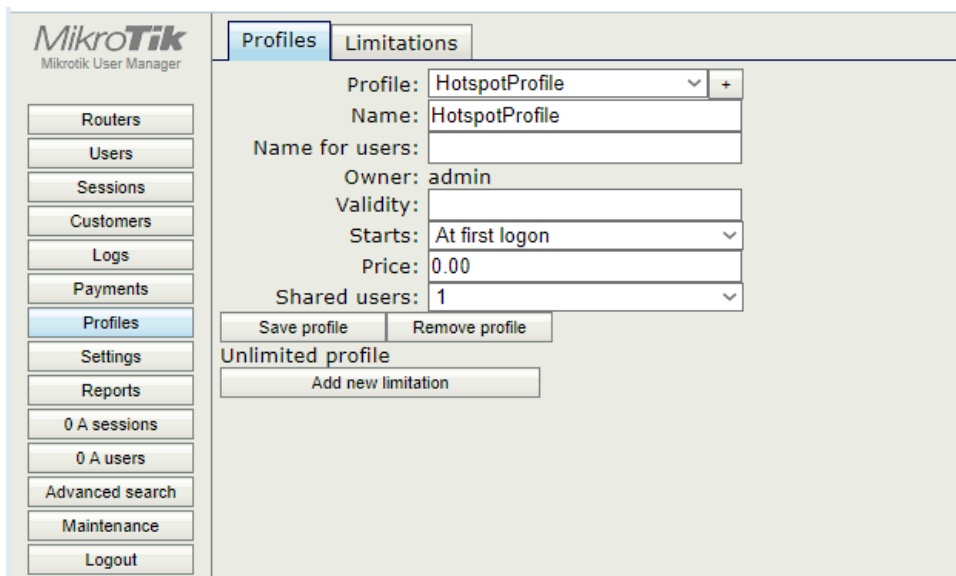 MikroTik
Mikrotik User Manager
Routers
Users
Sessions
Customers
Logs
Payments
Profiles
Settings
Reports
0 A sessions
0 A users
Advanced search
Maintenance
Logout
Profiles Limitations
Profile: HotspotProfile +
Name: HotspotProfile
Name for users:
Owner: admin
Validity:
Starts: At first logon
Price: 0.00
Shared users: 1
Save profile Remove profile
Unlimited profile
Add new limitation